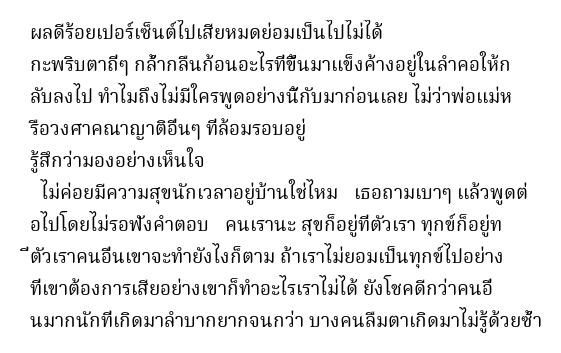 ผลดีร้อยเปอร์เซ็นต์ไปเสียหมดย่อมเป็นไปไม่ได้
กะพริบตาถี่ๆ กล้ำกลืนก้อนอะไรที่ขึ้นมาแข็งค้างอยู่ในลำคอให้ก
ลับลงไป ทำไมถึงไม่มีใครพูดอย่างนี้กับมาก่อนเลย ไม่ว่าพ่อแม่ห
รือวงศาคณาญาติอื่นๆ ที่ล้อมรอบอยู่
รู้สึกว่ามองอย่างเห็นใจ
ไม่ค่อยมีความสุขนักเวลาอยู่บ้านใช่ไหม เธอถามเบาๆ แล้วพูดต่
อไปโดยไม่รอฟังคำตอบ คนเรานะ สุขก็อยู่ที่ตัวเรา ทุกข์ก็อยู่ท
ี่ตัวเราคนอื่นเขาจะทำยังไงก็ตาม ถ้าเราไม่ยอมเป็นทุกข์ไปอย่าง
ที่เขาต้องการเสียอย่างเขาก็ทำอะไรเราไม่ได้ ยังโชคดีกว่าคนอื่
นมากนักที่เกิดมาลำบากยากจนกว่า บางคนลืมตาเกิดมาไม่รู้ด้วยซ้ำ